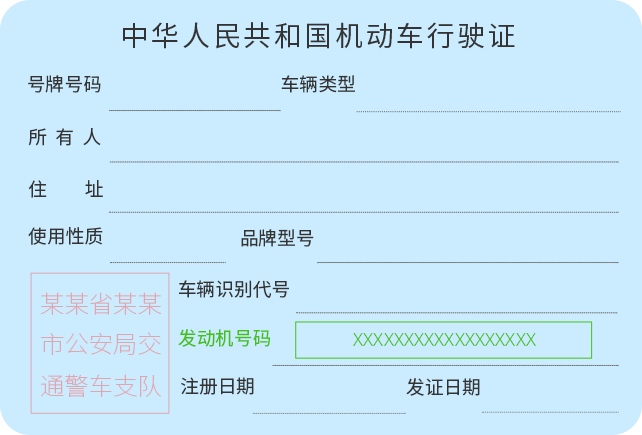 中华人民共和国机动车行驶证
号牌号码 车辆类型
所有人
住 址
使用性质 品牌型号
车辆识别代号
发动机号码 XXXXXXXXXXXXXXXXXX
注册日期 发证日期
某某省某某
市公安局交
通警车支队